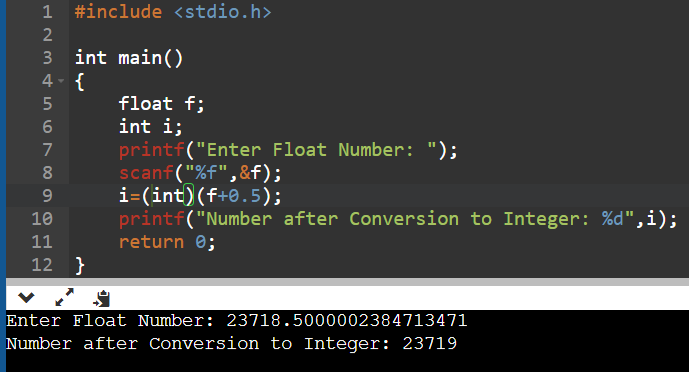 1 #include <stdio.h>
2
3 int main()
4 {
5 float f;
6 int i;
7 printf("Enter Float Number: ");
8 scanf("%f",&f);
9 i=(int)(f+0.5);
10 printf("Number after Conversion to Integer: %d",i);
11 return 0;
12 }
Enter Float Number: 23718.5000002384713471
Number after Conversion to Integer: 23719